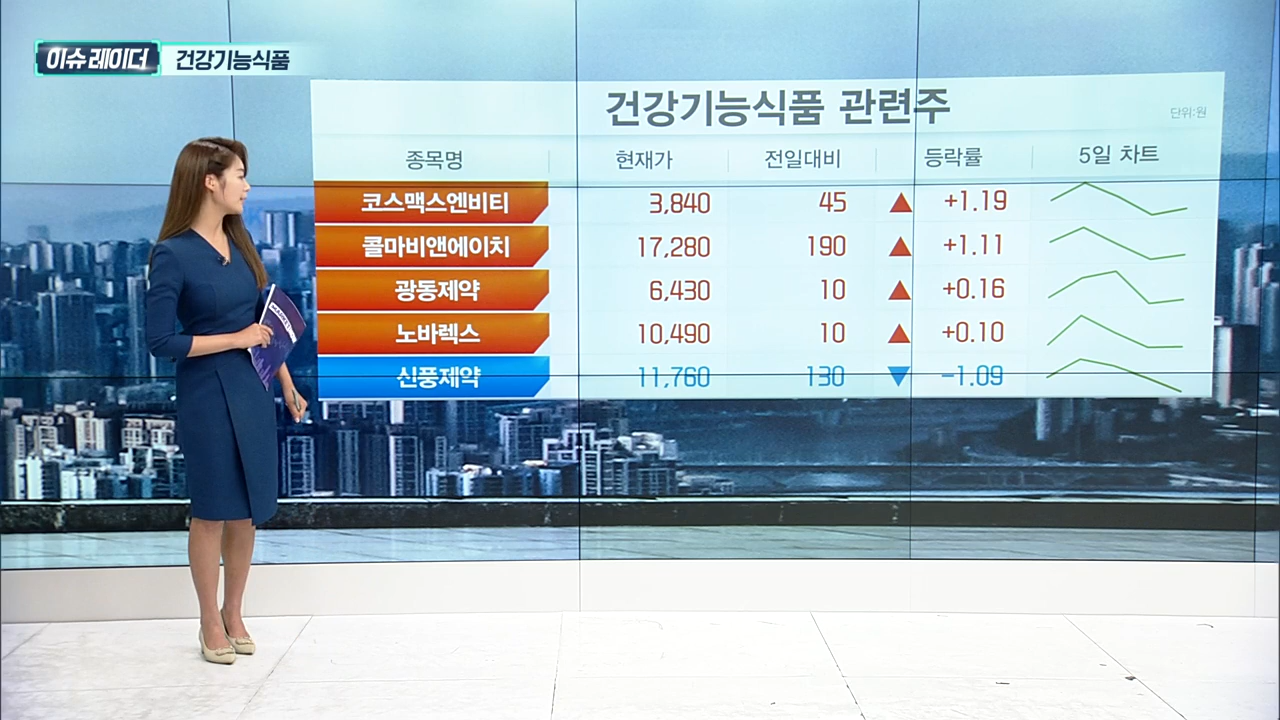 이슈레이더 건강기능식품
건강기능식품 관련주
단위:원
종목명 현재가 전일대비 등락률 5일 차트
코스맥스엔비티 3,840 45 ▲ +1.19
콜마비앤에이치 17,280 190 ▲ +1.11
광동제약 6,430 10 ▲ +0.16
노바렉스 10,490 10 ▲ +0.10
신풍제약 11,760 130 ▼ -1.09